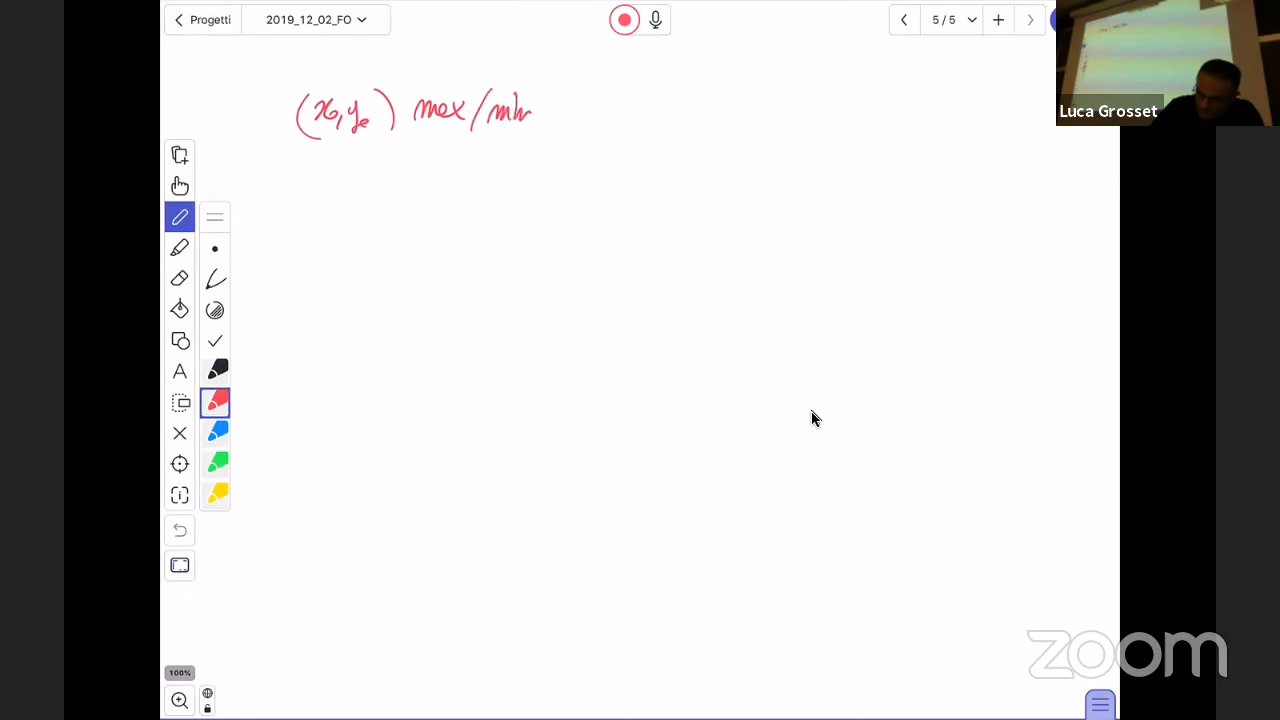 Progetti 2019_12_02_FO 5 / 5
Luca Grosset
(x₀, y₀) max/min
A
100%
zoom